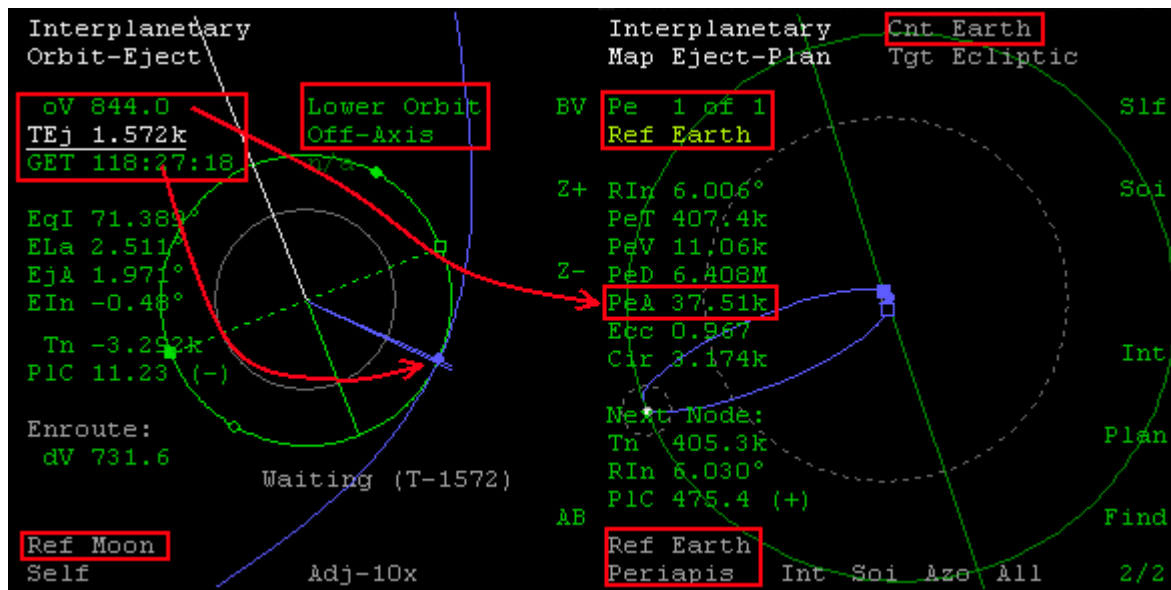 Interplanetary
Orbit-Eject
oV 844.0
TEj 1.572k
GET 118:27:18
Lower Orbit
Off-Axis
n/a
EqI 71.389°
ELa 2.511°
EjA 1.971°
EIn -0.48°
Tn -3.292k
PlC 11.23 (-)
Enroute:
dV 731.6
Waiting (T-1572)
Ref Moon
Self
Adj-10x
BV
Z+
Z-
AB
Interplanetary
Map Eject-Plan
Cnt Earth
Tgt Ecliptic
Pe 1 of 1
Ref Earth
RIn 6.006°
PeT 407.4k
PeV 11.06k
PeD 6.408M
PeA 37.51k
Ecc 0.967
Cir 3.174k
Next Node:
Tn 405.3k
RIn 6.030°
PlC 475.4 (+)
Ref Earth
Periapis Int Soi Azo All
Slf
Soi
Int
Plan
Find
2/2